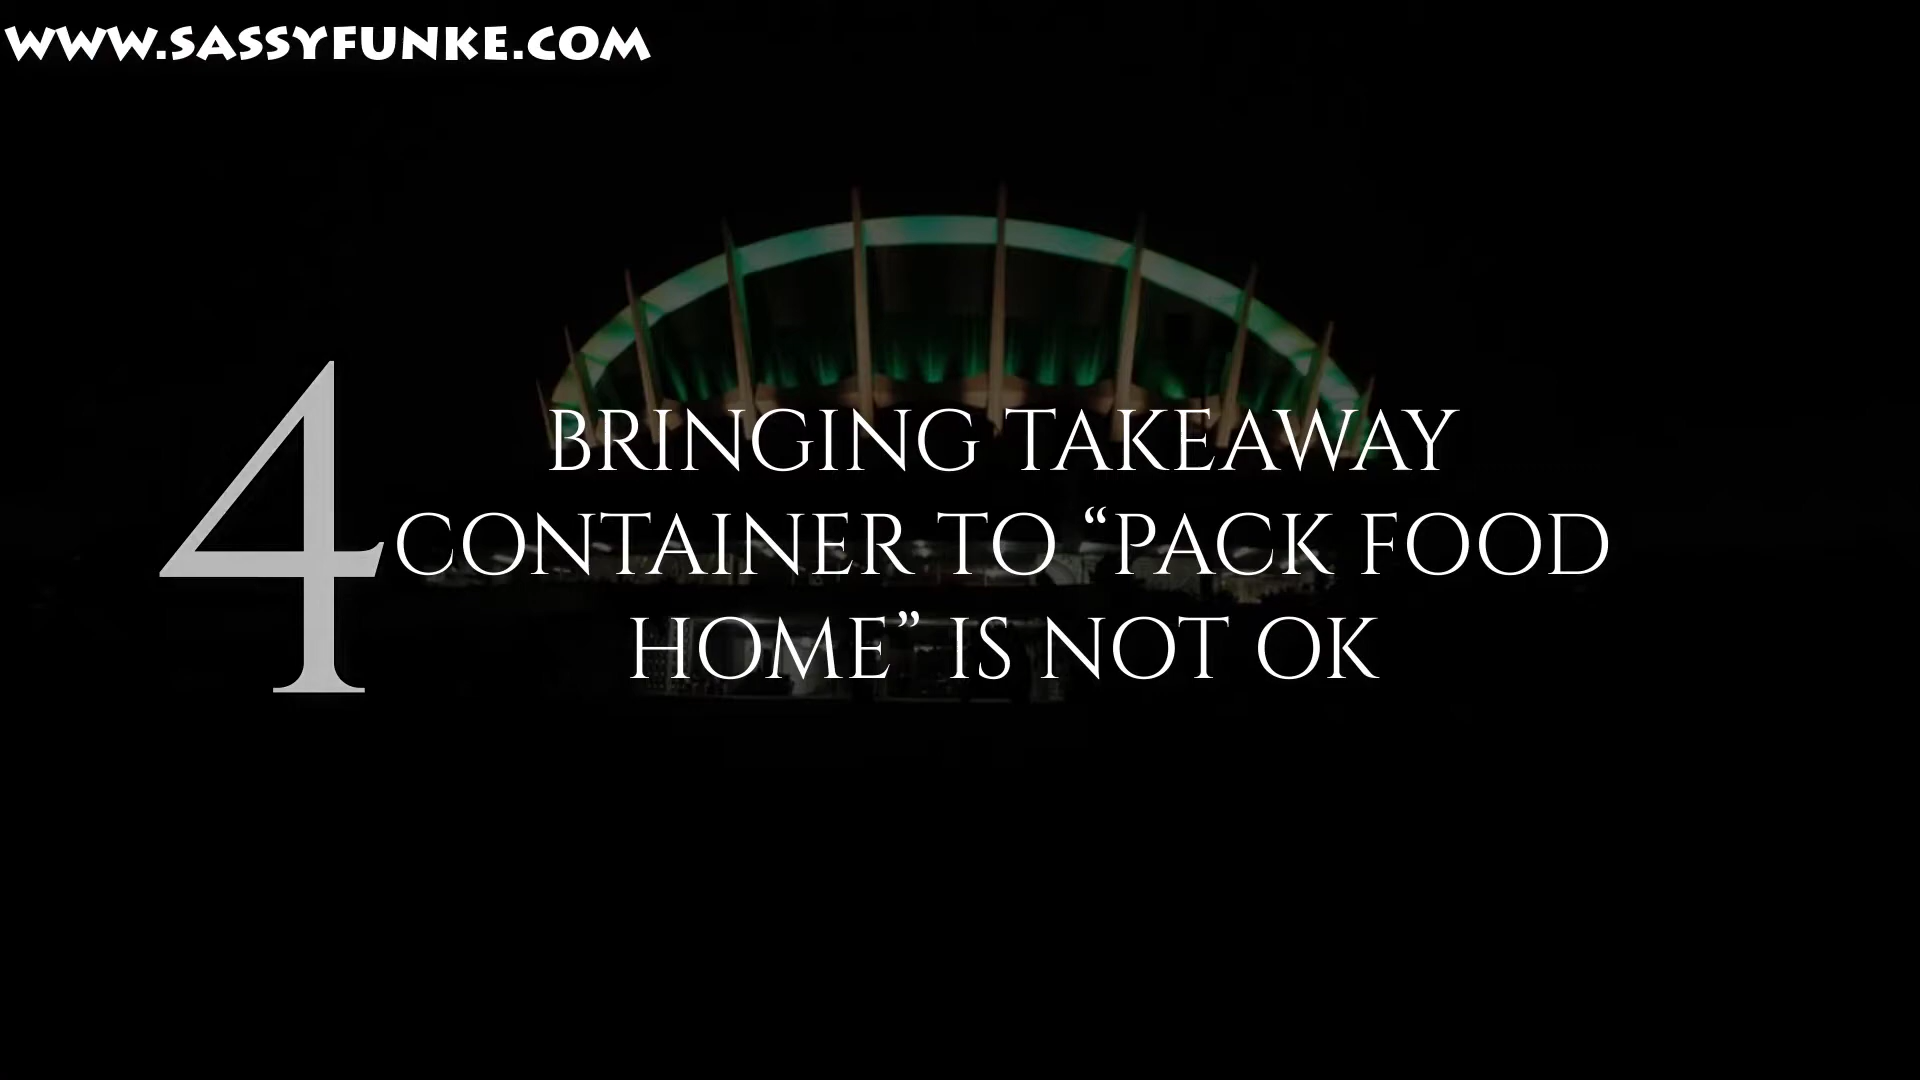 WWW.SASSYFUNKE.COM
4
BRINGING TAKEAWAY
CONTAINER TO “PACK FOOD
HOME” IS NOT OK